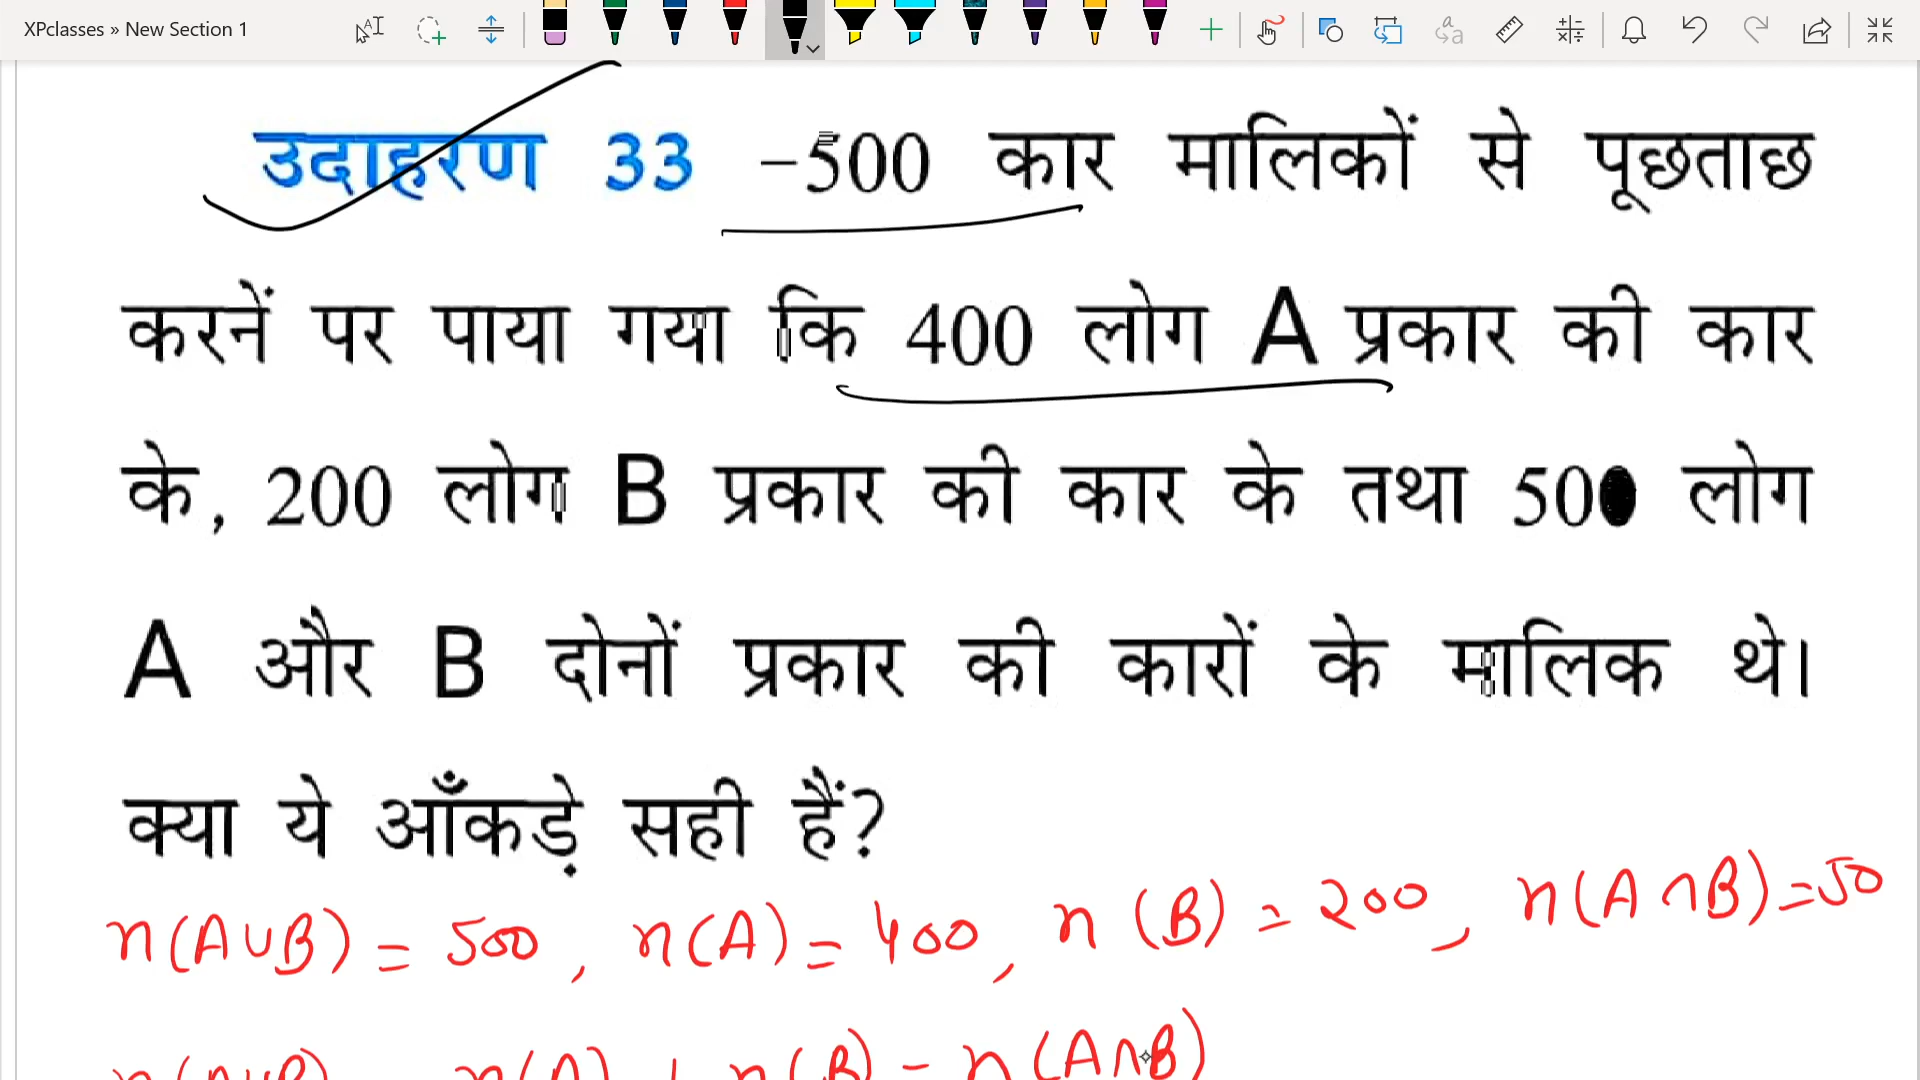 XPclasses » New Section 1
उदाहरण 33 –500 कार मालिकों से पूछताछ
करनें पर पाया गया कि 400 लोग A प्रकार की कार
के, 200 लोग B प्रकार की कार के तथा 50 लोग
A और B दोनों प्रकार की कारों के मालिक थे।
क्या ये आँकड़े सही हैं?
n(A∪B) = 500, n(A) = 400, n(B) = 200, n(A∩B) = 50
n(A∪B) n(A) + n(B) – n(A∩B)